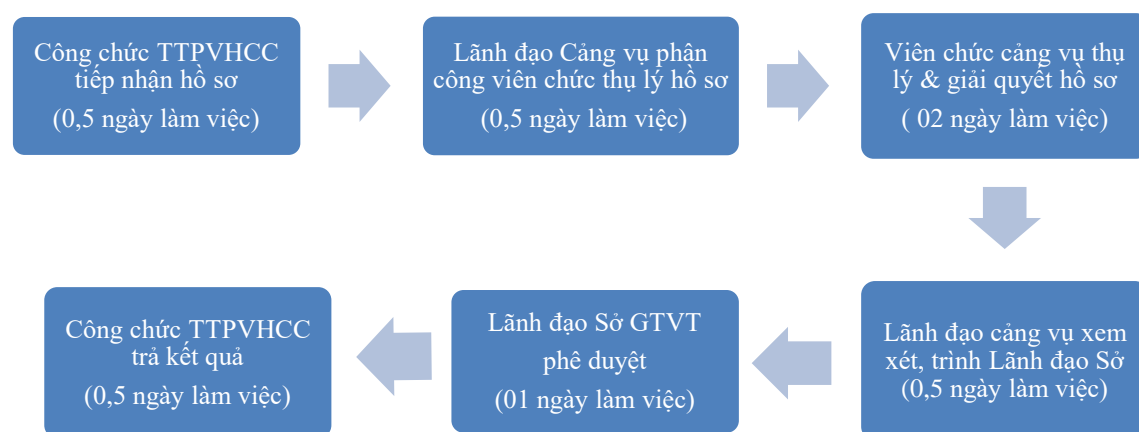 Công chức TTPVHCC
tiếp nhận hồ sơ
(0,5 ngày làm việc)
Lãnh đạo Cảng vụ phận
công viên chức thụ lý hồ sơ
(0,5 ngày làm việc)
Viên chức cảng vụ thụ
lý & giải quyết hồ sơ
( 02 ngày làm việc)
Lãnh đạo cảng vụ xem
xét, trình Lãnh đạo Sở
(0,5 ngày làm việc)
Lãnh đạo Sở GTVT
phê duyệt
(01 ngày làm việc)
Công chức TTPVHCC
trả kết quả
(0,5 ngày làm việc)